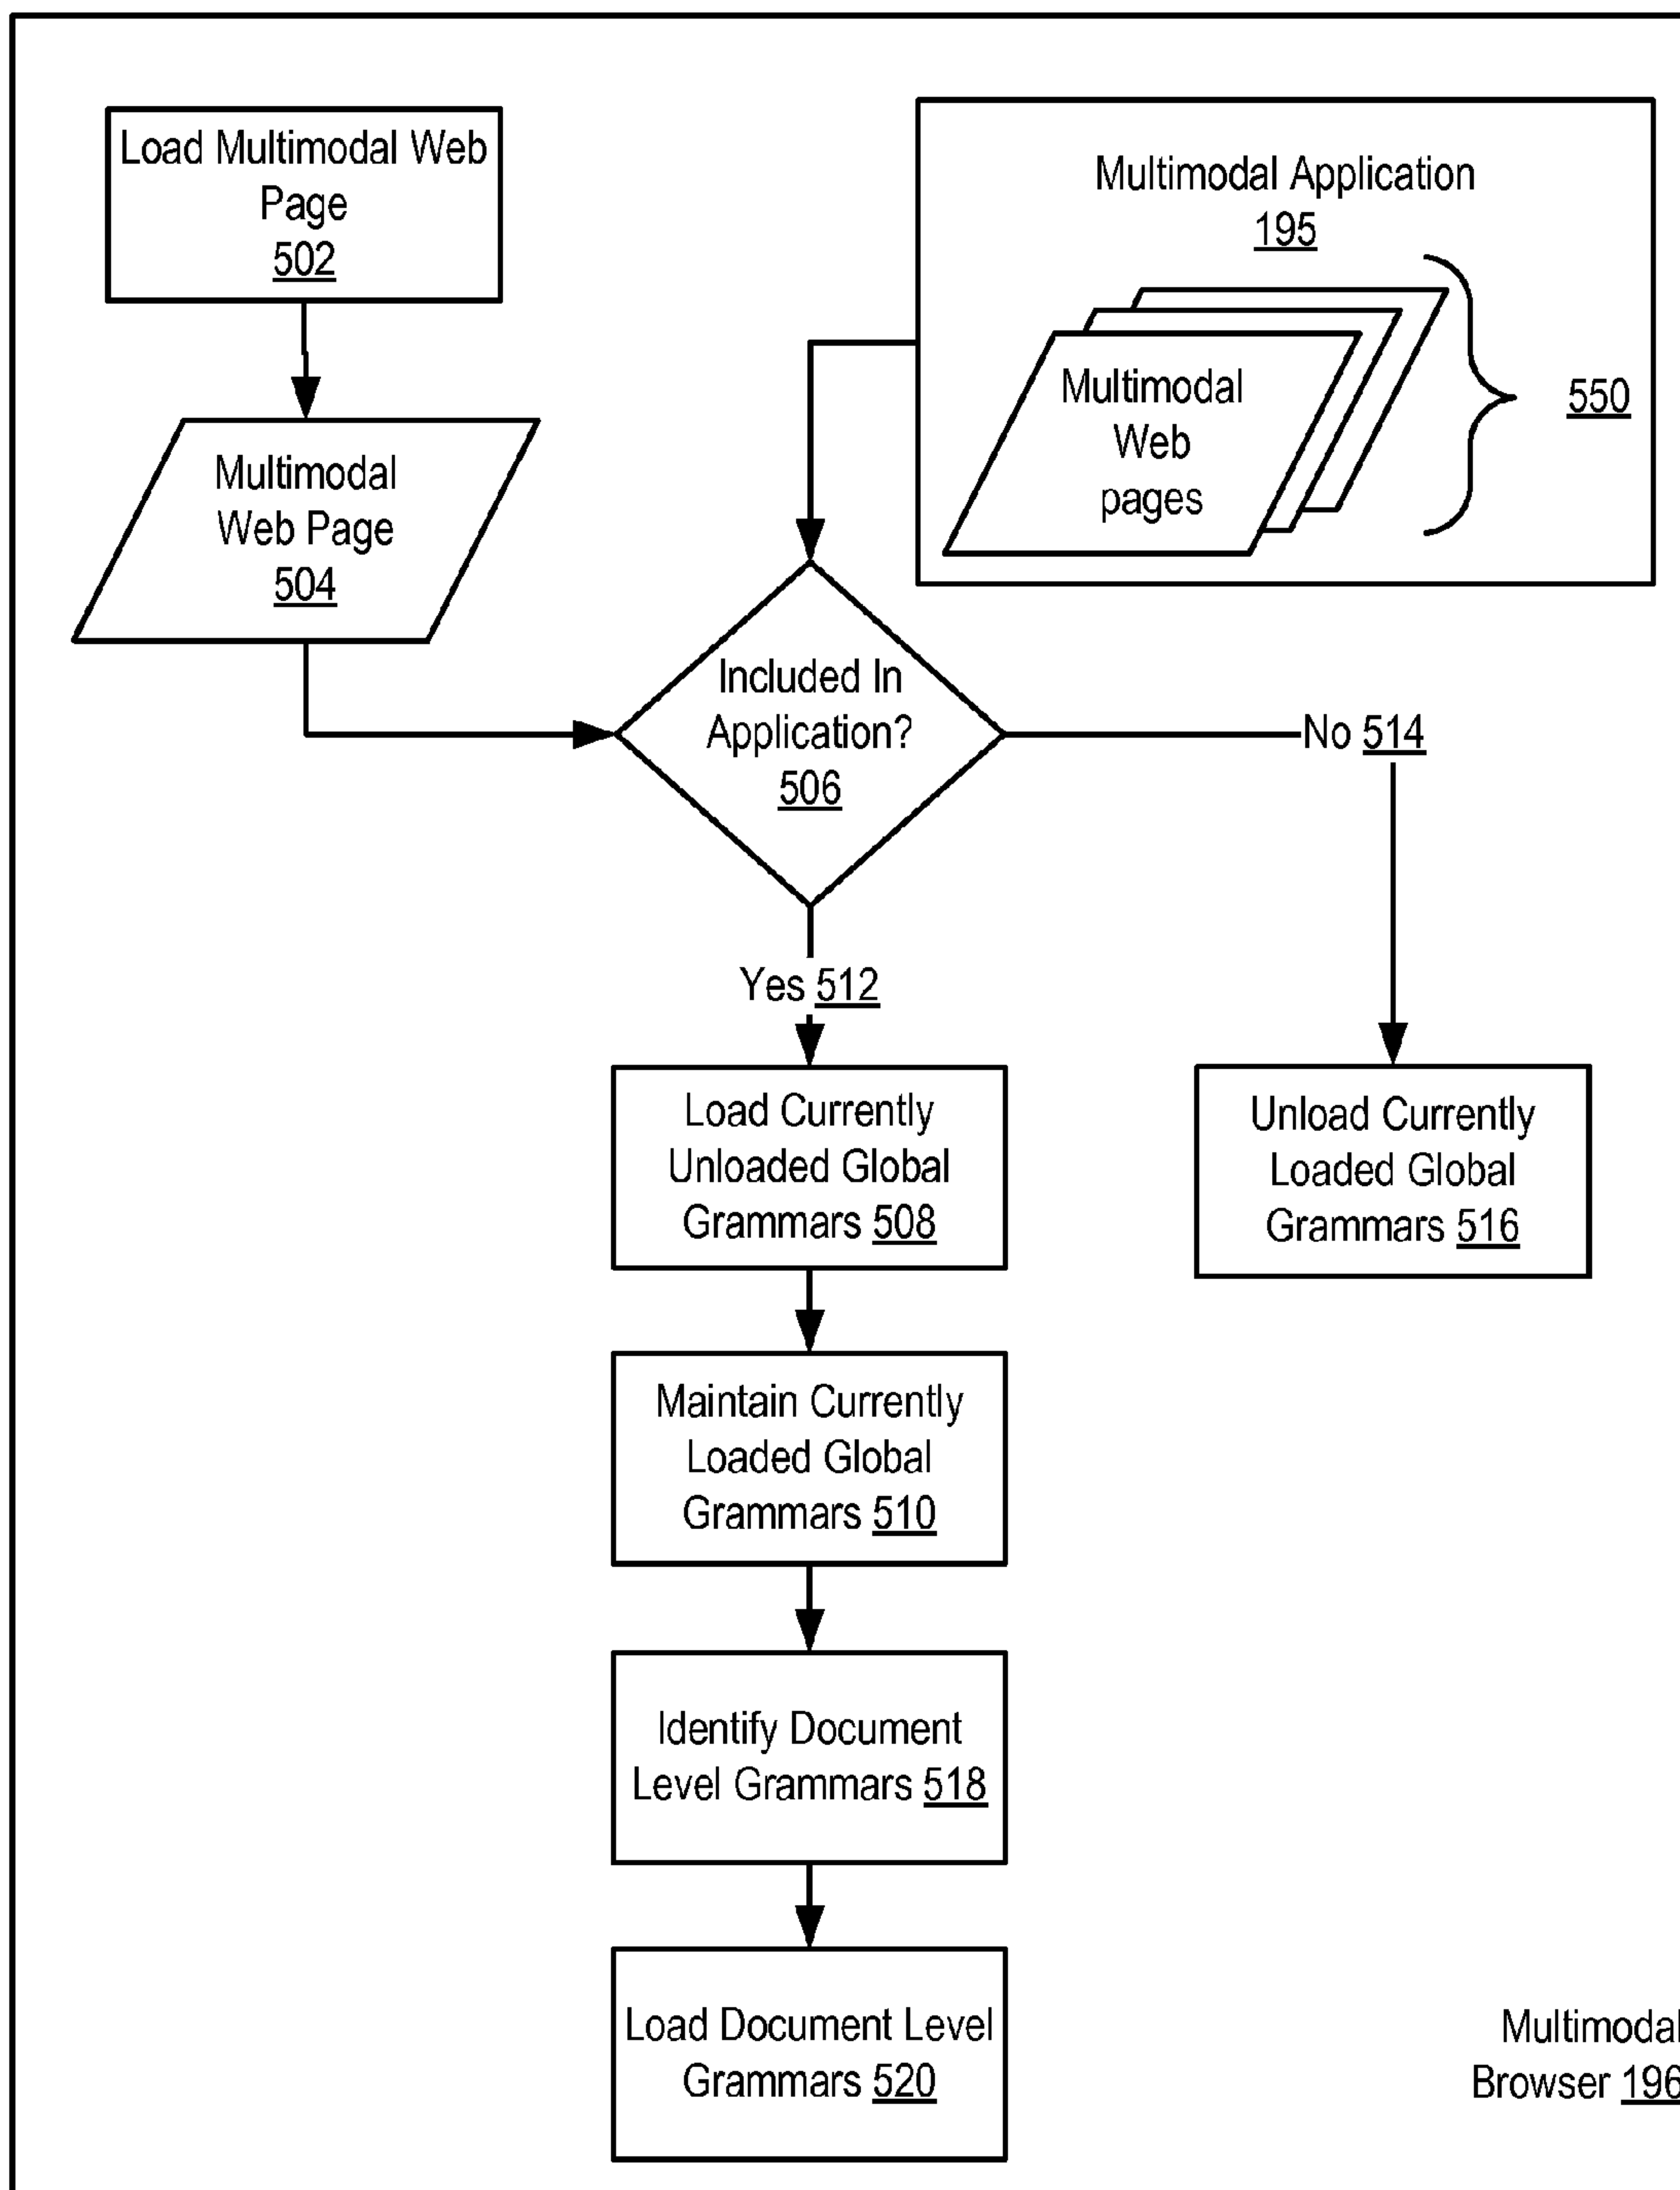 Load Multimodal Web
Page
502
Multimodal Application
195
Multimodal
Web
pages
550
Multimodal
Web Page
504
Included In
Application?
506
No 514
Yes 512
Load Currently
Unloaded Global
Grammars 508
Unload Currently
Loaded Global
Grammars 516
Maintain Currently
Loaded Global
Grammars 510
Identify Document
Level Grammars 518
Load Document Level
Grammars 520
Multimodal
Browser 196